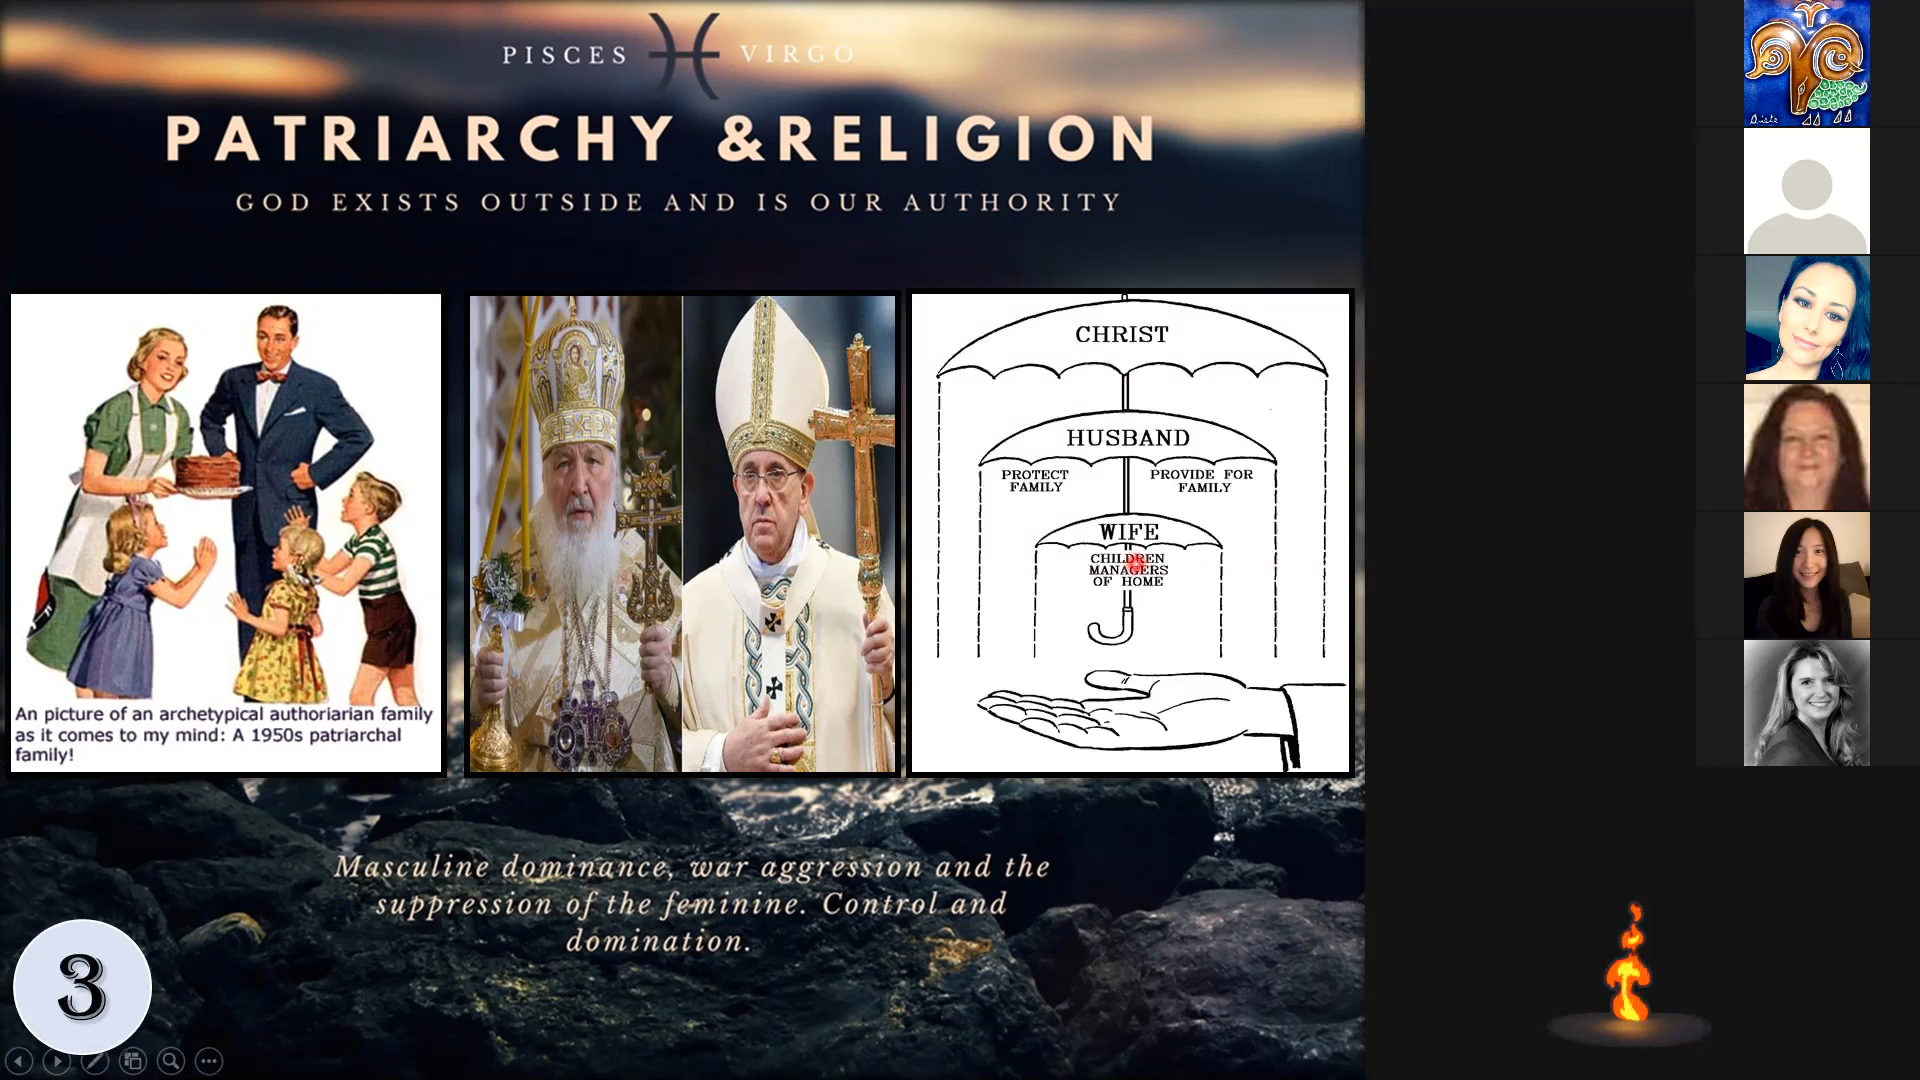 PISCES VIRGO
PATRIARCHY &RELIGION
GOD EXISTS OUTSIDE AND IS OUR AUTHORITY
An picture of an archetypical authoriarian family
as it comes to my mind: A 1950s patriarchal
family!
CHRIST
HUSBAND
PROTECT FAMILY
PROVIDE FOR FAMILY
WIFE
CHILDREN
MANAGERS
OF HOME
Masculine dominance, war aggression and the
suppression of the feminine. Control and
domination.
3